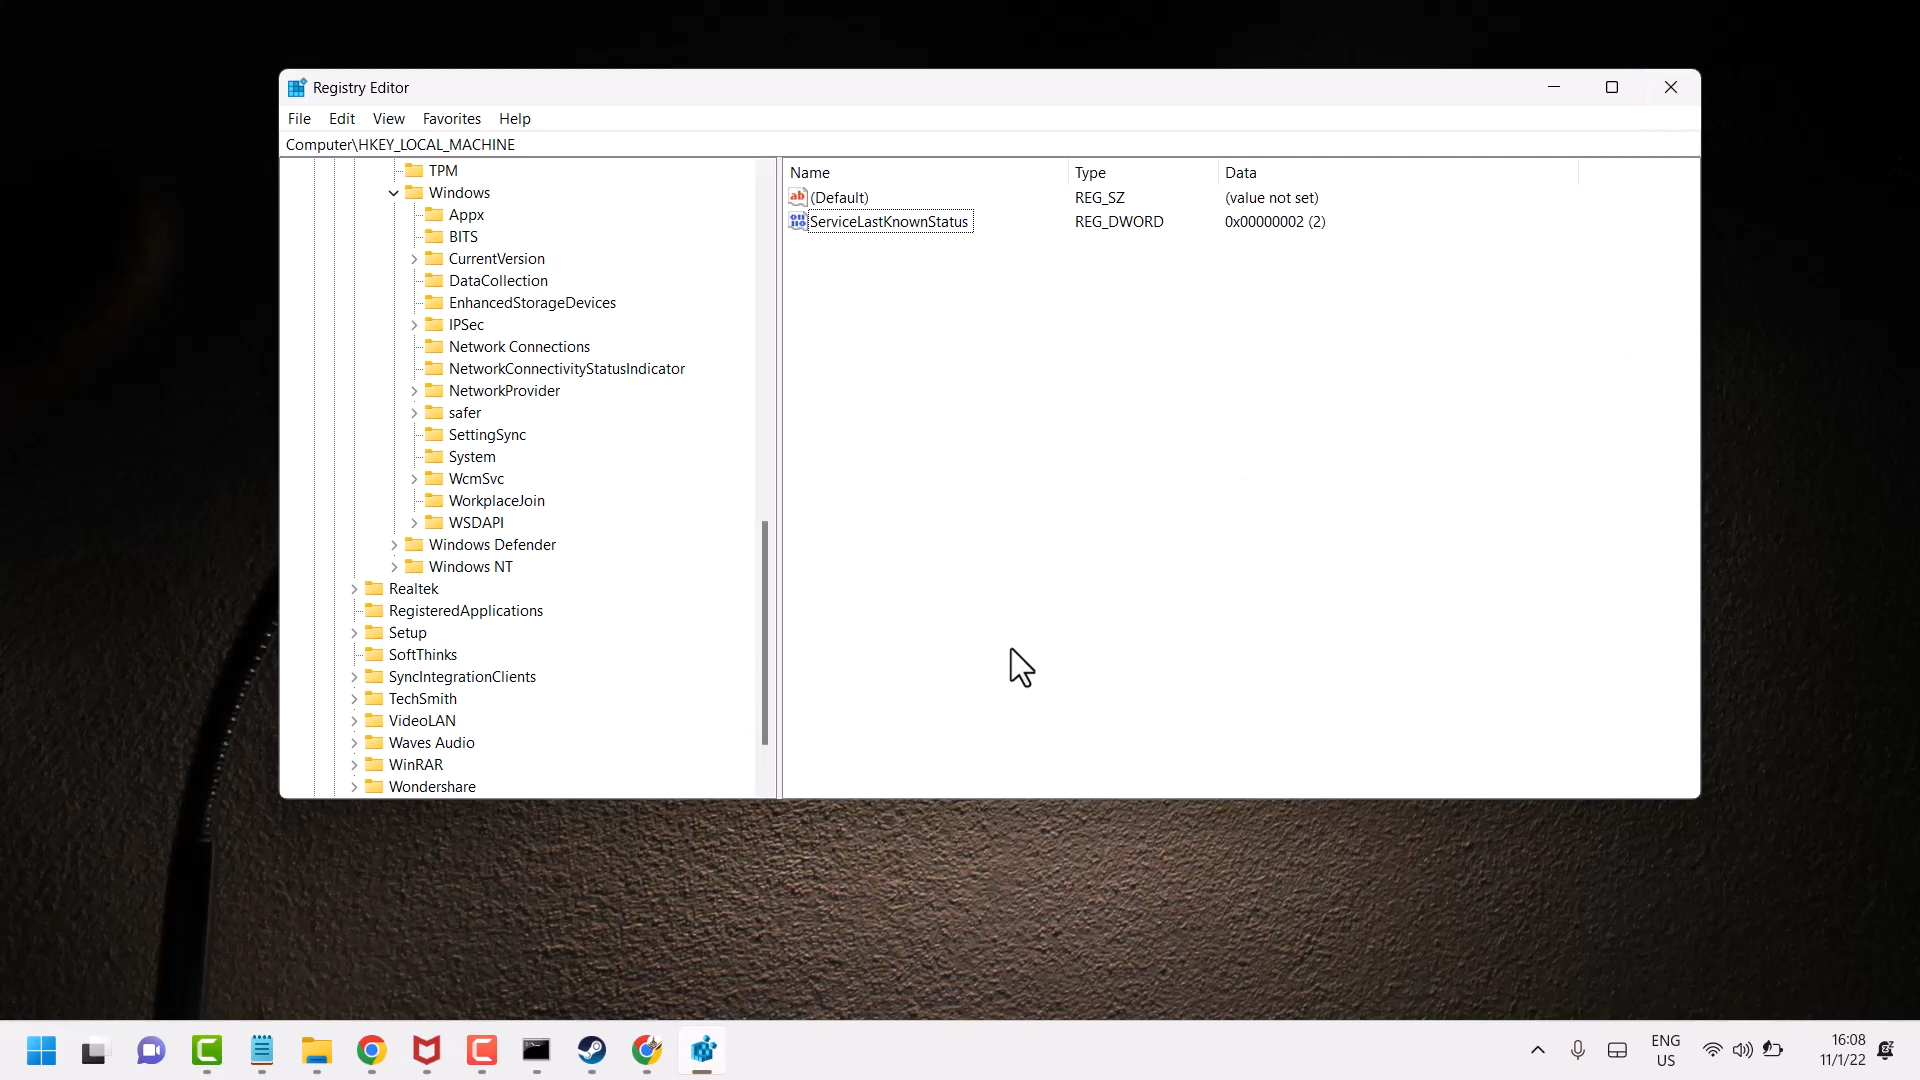 Registry Editor
File Edit View Favorites Help
Computer\HKEY_LOCAL_MACHINE
TPM
Windows
Appx
BITS
CurrentVersion
DataCollection
EnhancedStorageDevices
IPSec
Network Connections
NetworkConnectivityStatusIndicator
NetworkProvider
safer
SettingSync
System
WcmSvc
WorkplaceJoin
WSDAPI
Windows Defender
Windows NT
Realtek
RegisteredApplications
Setup
SoftThinks
SyncIntegrationClients
TechSmith
VideoLAN
Waves Audio
WinRAR
Wondershare
Name Type Data
(Default) REG_SZ (value not set)
ServiceLastKnownStatus REG_DWORD 0x00000002 (2)
ENG
US
16:08
11/1/22